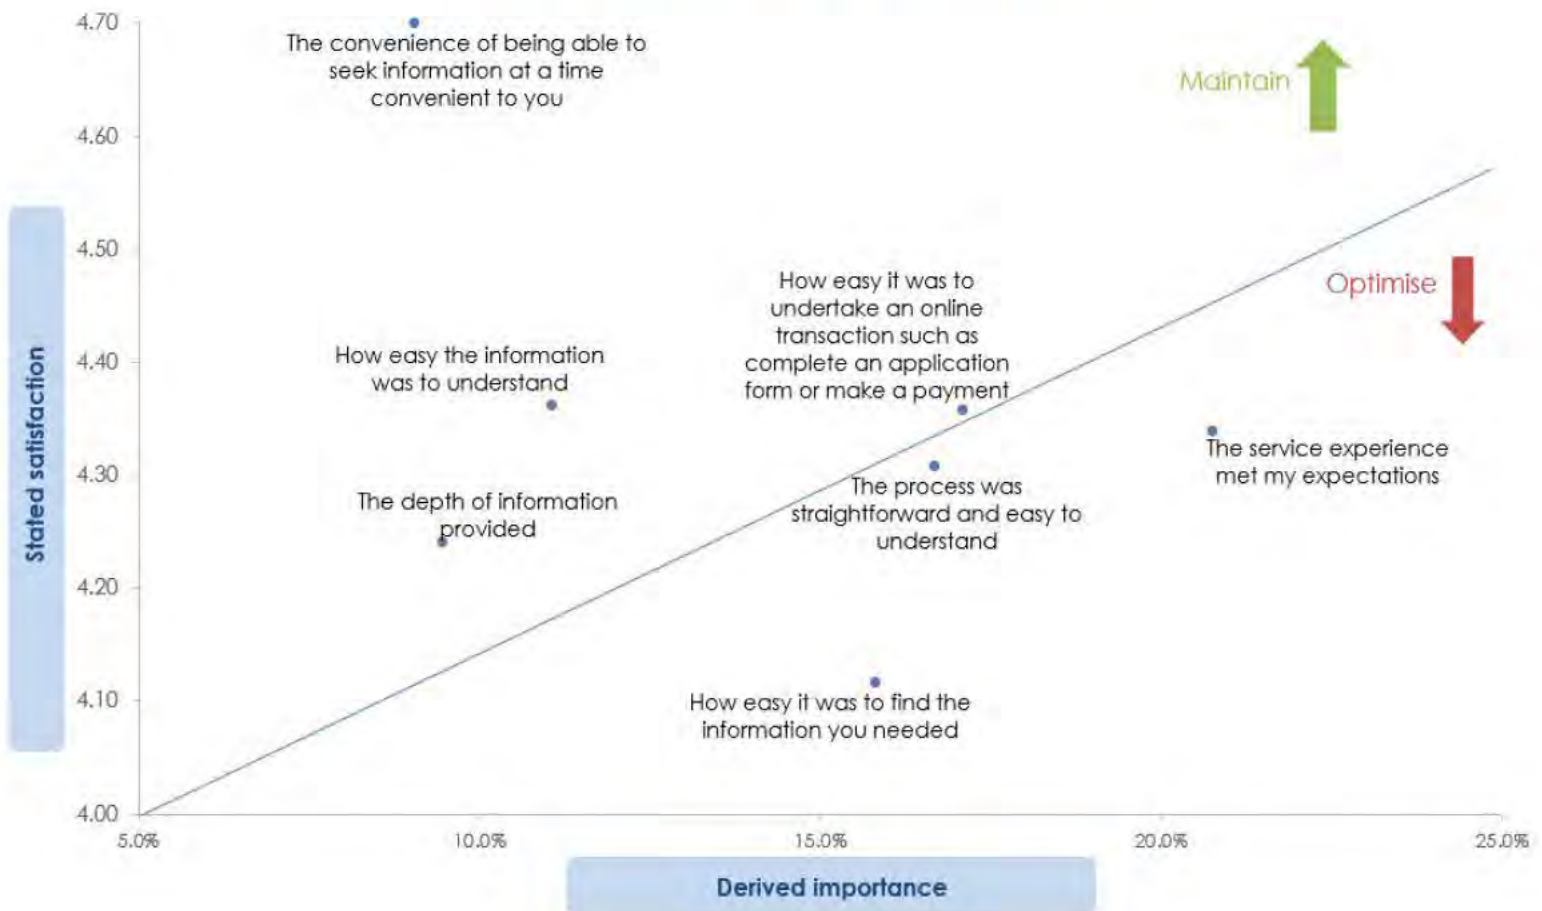 4.70
The convenience of being able to
seek information at a time
convenient to you
Maintain
4.60
4.50
How easy it was to
undertake an online
transaction such as
complete an application
form or make a payment
Optimise
4.40
How easy the information
was to understand
Stated satisfaction
4.30
The service experience
met my expectations
The depth of information
provided
The process was
straightforward and easy to
understand
4.20
4.10
How easy it was to find the
information you needed
4.00
5.0%
10.0%
15.0%
20.0%
25.0%
Derived importance